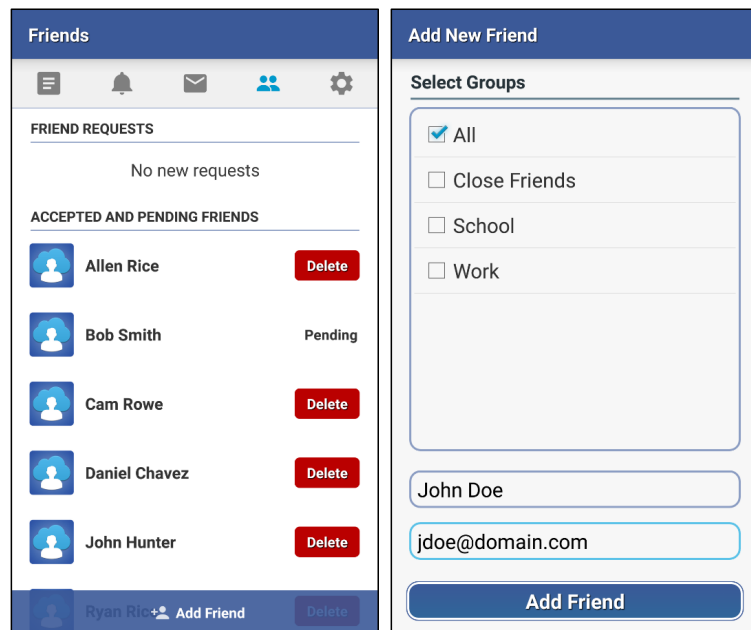 Friends
FRIEND REQUESTS
No new requests
ACCEPTED AND PENDING FRIENDS
Allen Rice Delete
Bob Smith Pending
Cam Rowe Delete
Daniel Chavez Delete
John Hunter Delete
Ryan Rice Delete
Add Friend
Add New Friend
Select Groups
All
Close Friends
School
Work
John Doe
jdoe@domain.com
Add Friend